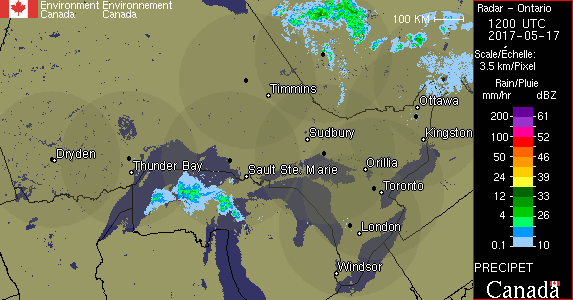 Environment Environnement
Canada Canada
100 KM
Timmins
Ottawa
Sudbury
Kingston
Dryden
Thunder Bay
Sault Ste. Marie
Orillia
Toronto
London
Windsor
Radar - Ontario
1200 UTC
2017-05-17
Scale/Échelle:
3.5 km/Pixel
Rain/Pluie
mm/hr dBZ
200 61
100 52
50 46
24 39
12 33
4 26
0.1 10
PRECIPET
Canada